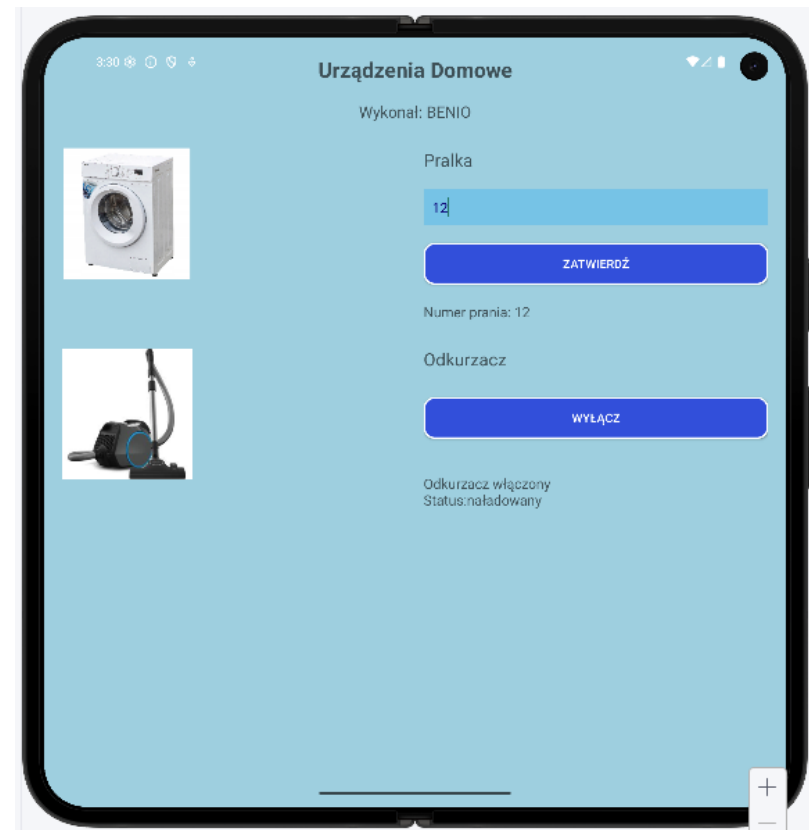 3:30
Urządzenia Domowe
Wykonał: BENIO
Pralka
12
ZATWIERDŹ
Numer prania: 12
Odkurzacz
WYŁĄCZ
Odkurzacz włączony
Status:naładowany